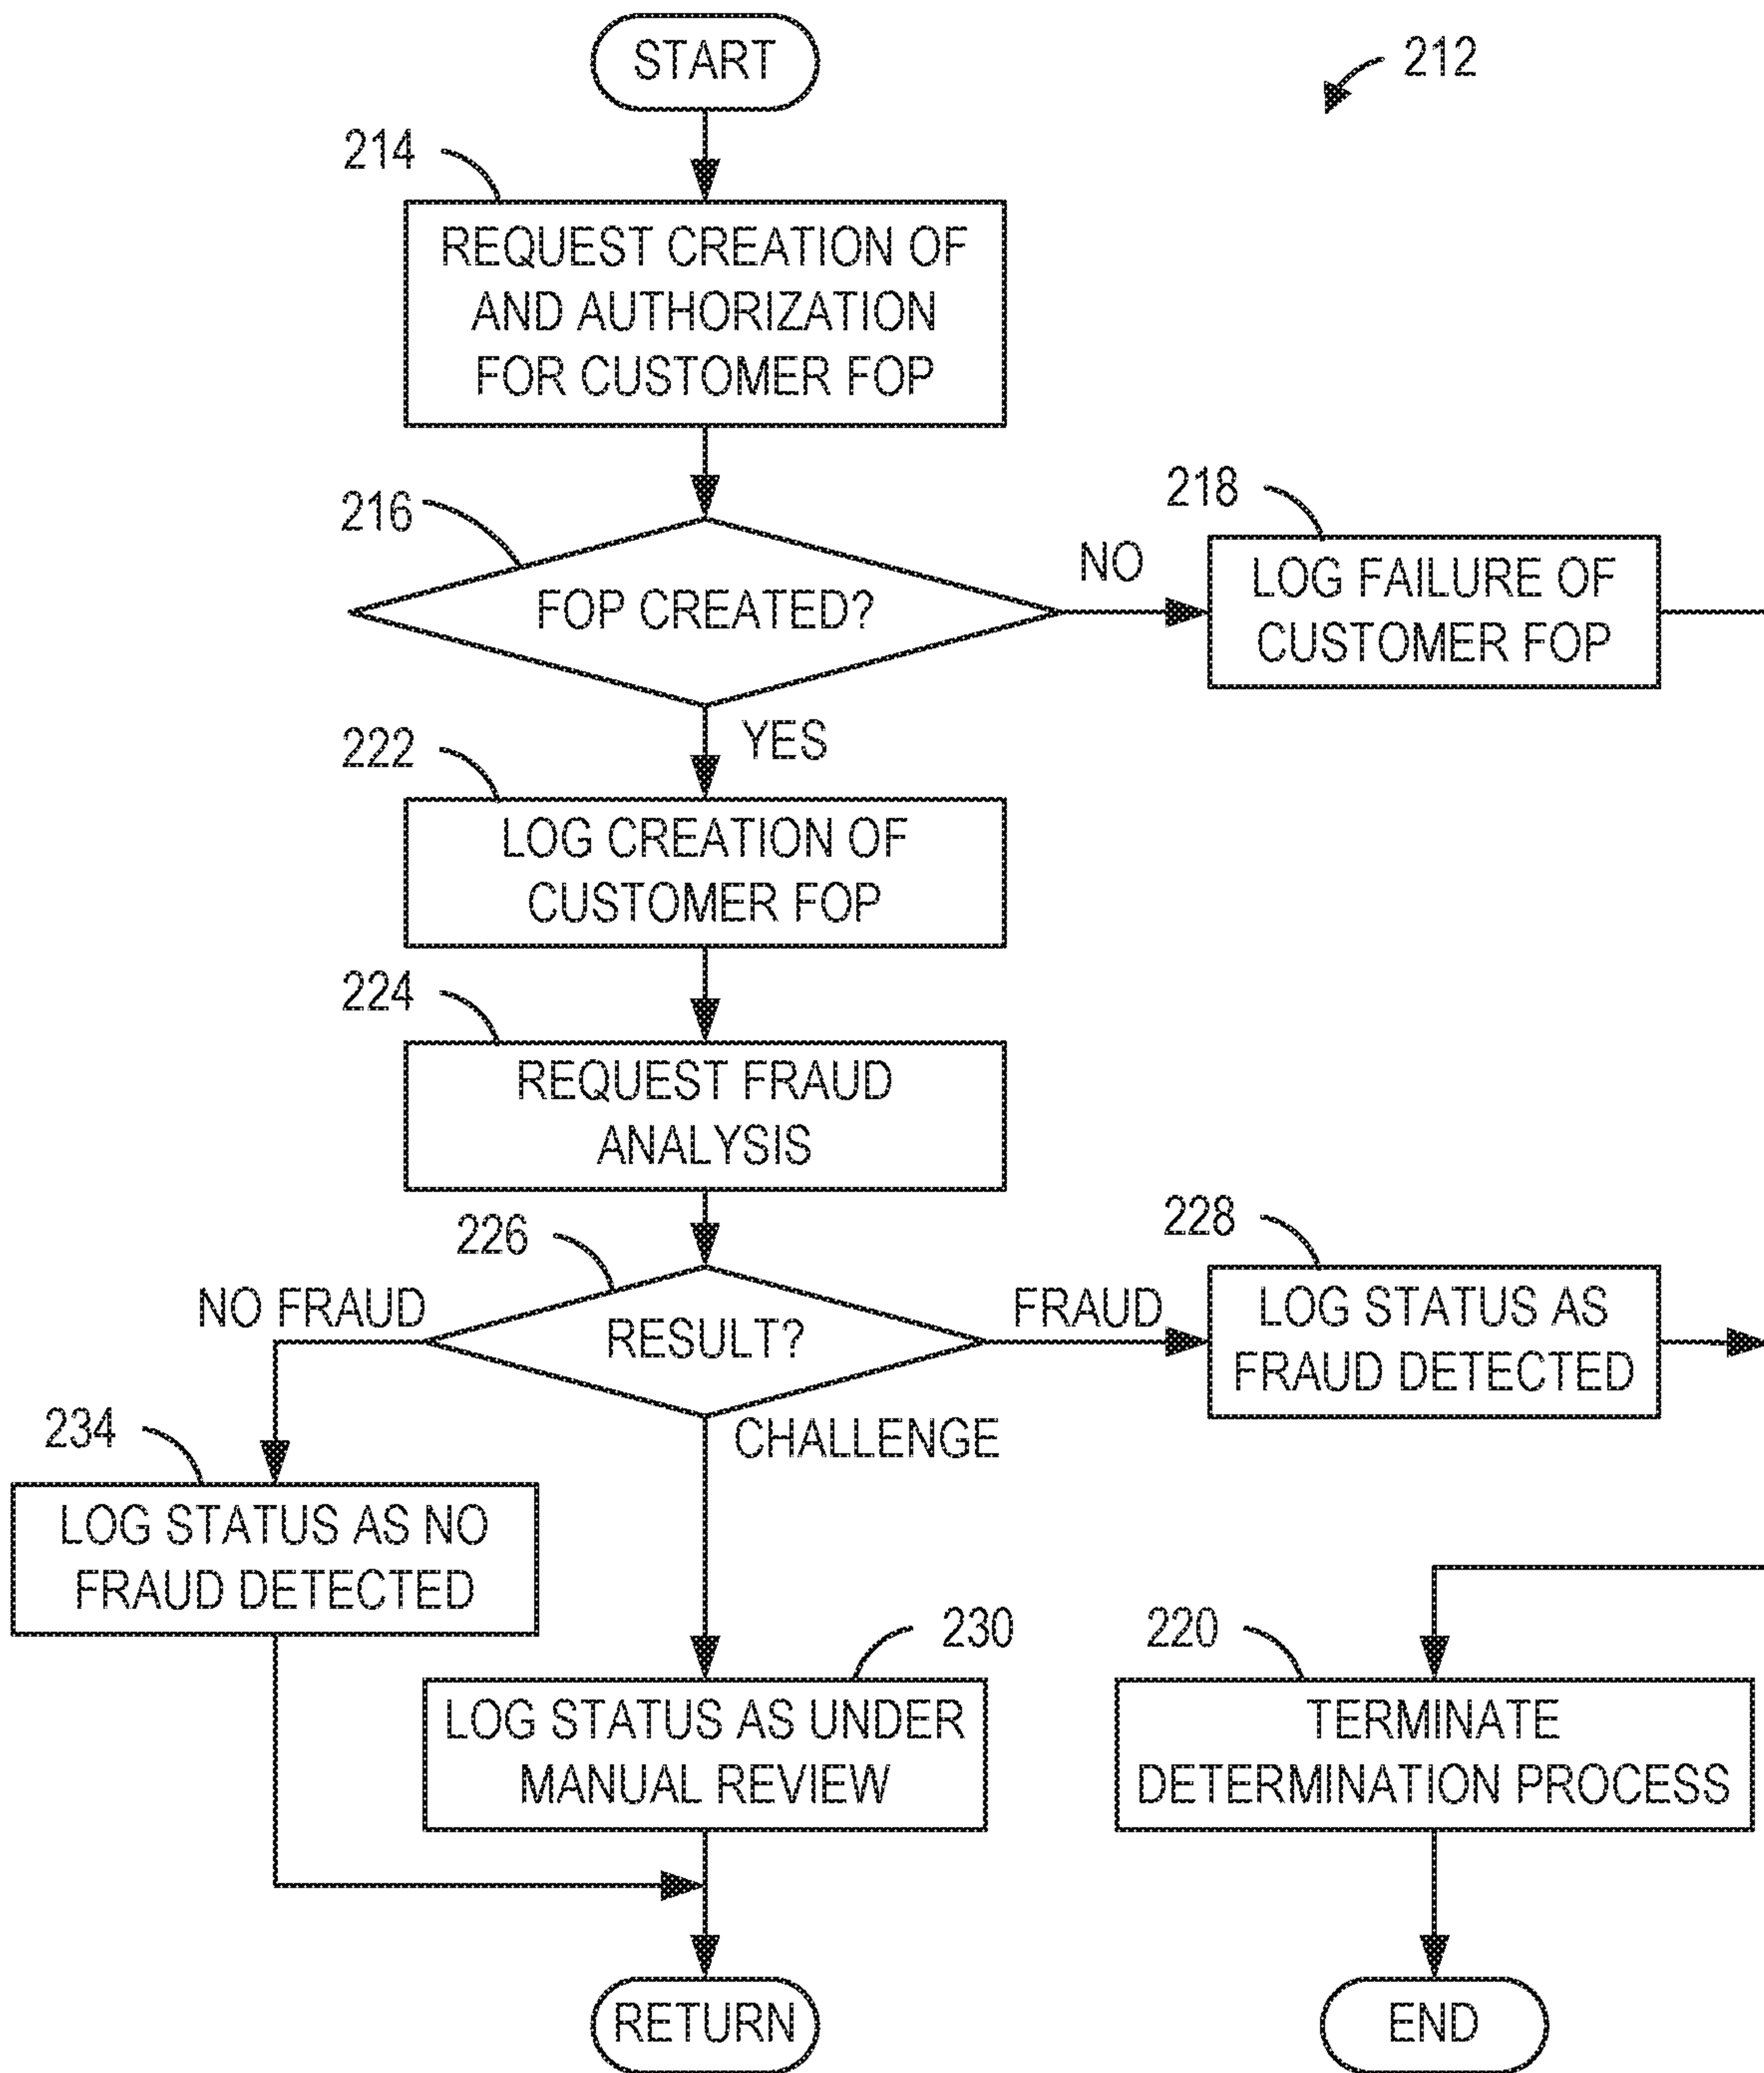 START
212
214
REQUEST CREATION OF
AND AUTHORIZATION
FOR CUSTOMER FOP
216
FOP CREATED?
NO
218
LOG FAILURE OF
CUSTOMER FOP
YES
222
LOG CREATION OF
CUSTOMER FOP
224
REQUEST FRAUD
ANALYSIS
226
RESULT?
NO FRAUD
FRAUD
228
LOG STATUS AS
FRAUD DETECTED
CHALLENGE
234
LOG STATUS AS NO
FRAUD DETECTED
230
LOG STATUS AS UNDER
MANUAL REVIEW
220
TERMINATE
DETERMINATION PROCESS
RETURN
END